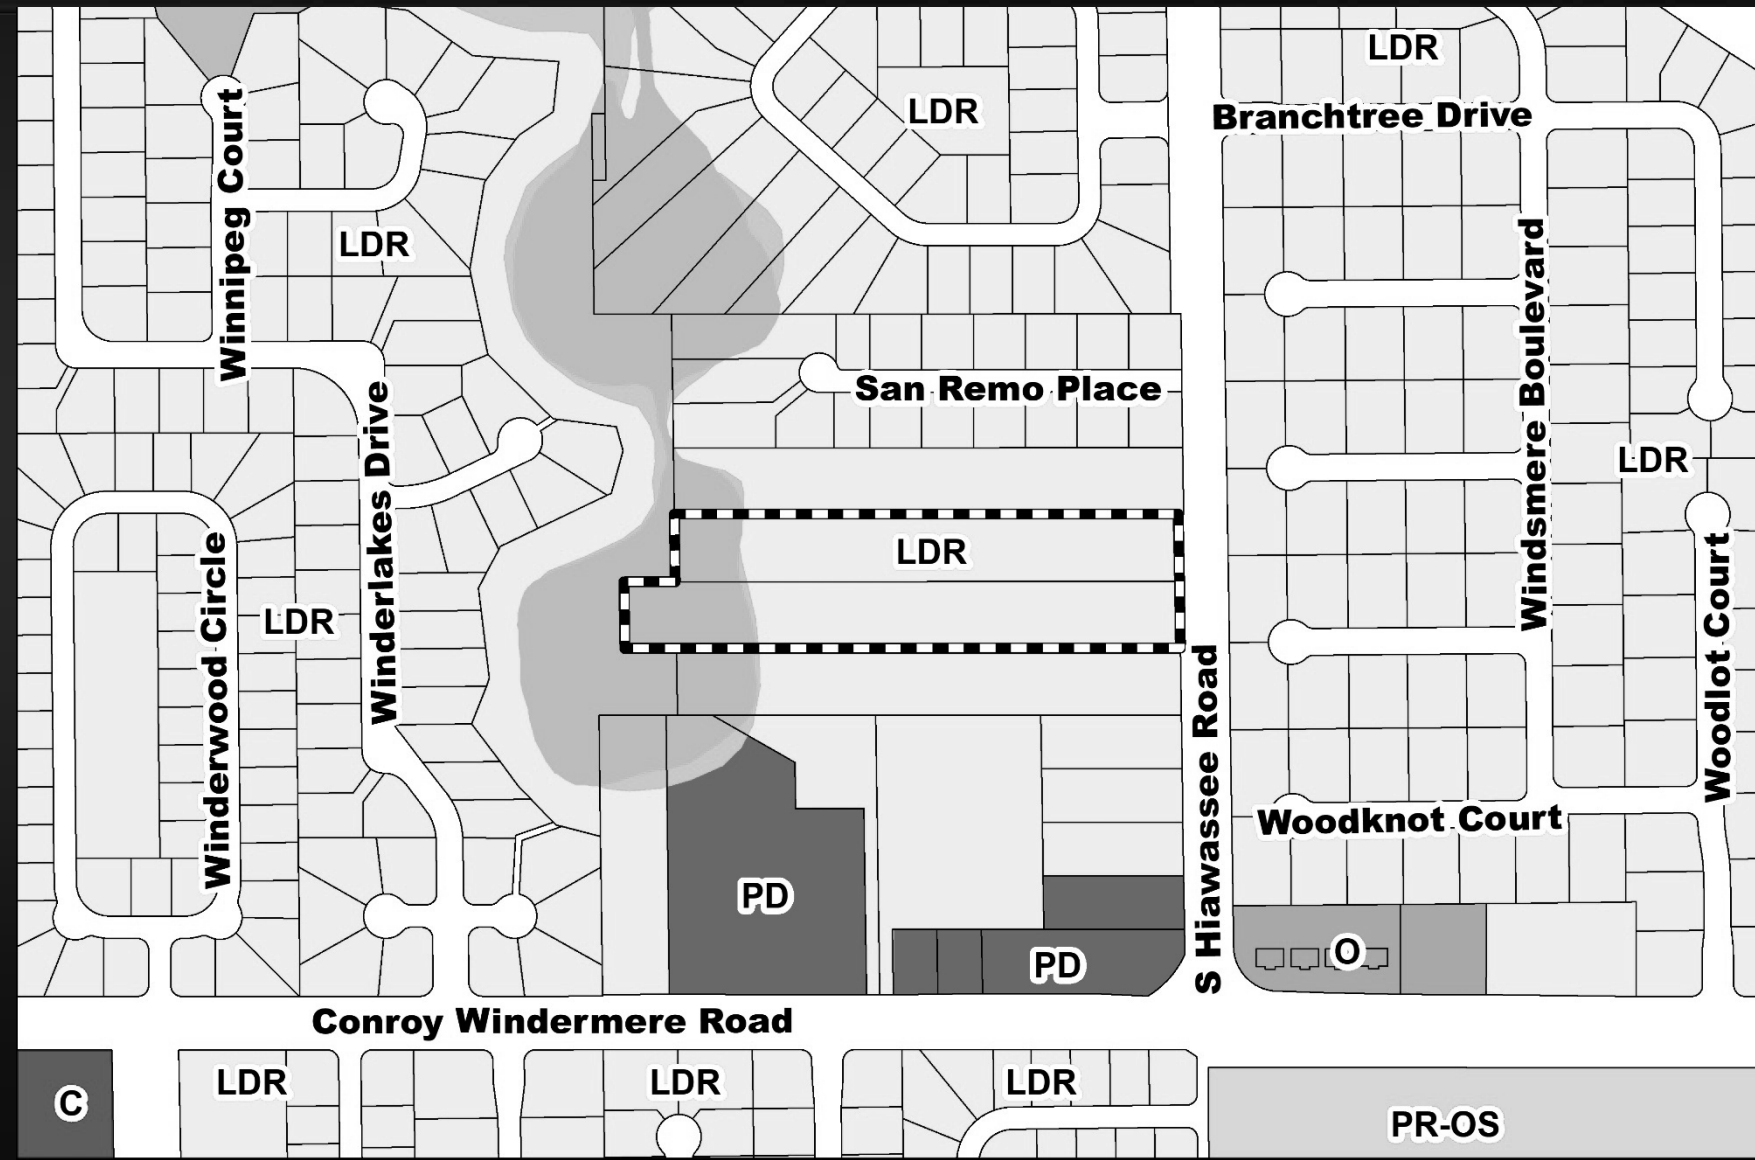 LDR
Branchtree Drive
LDR
Winnipeg Court
LDR
Windsmere Boulevard
San Remo Place
Winderlakes Drive
LDR
LDR
Winderwood Circle
LDR
Woodlot Court
S Hiawassee Road
Woodknot Court
PD
PD
O
Conroy Windermere Road
C
LDR
LDR
LDR
PR-OS